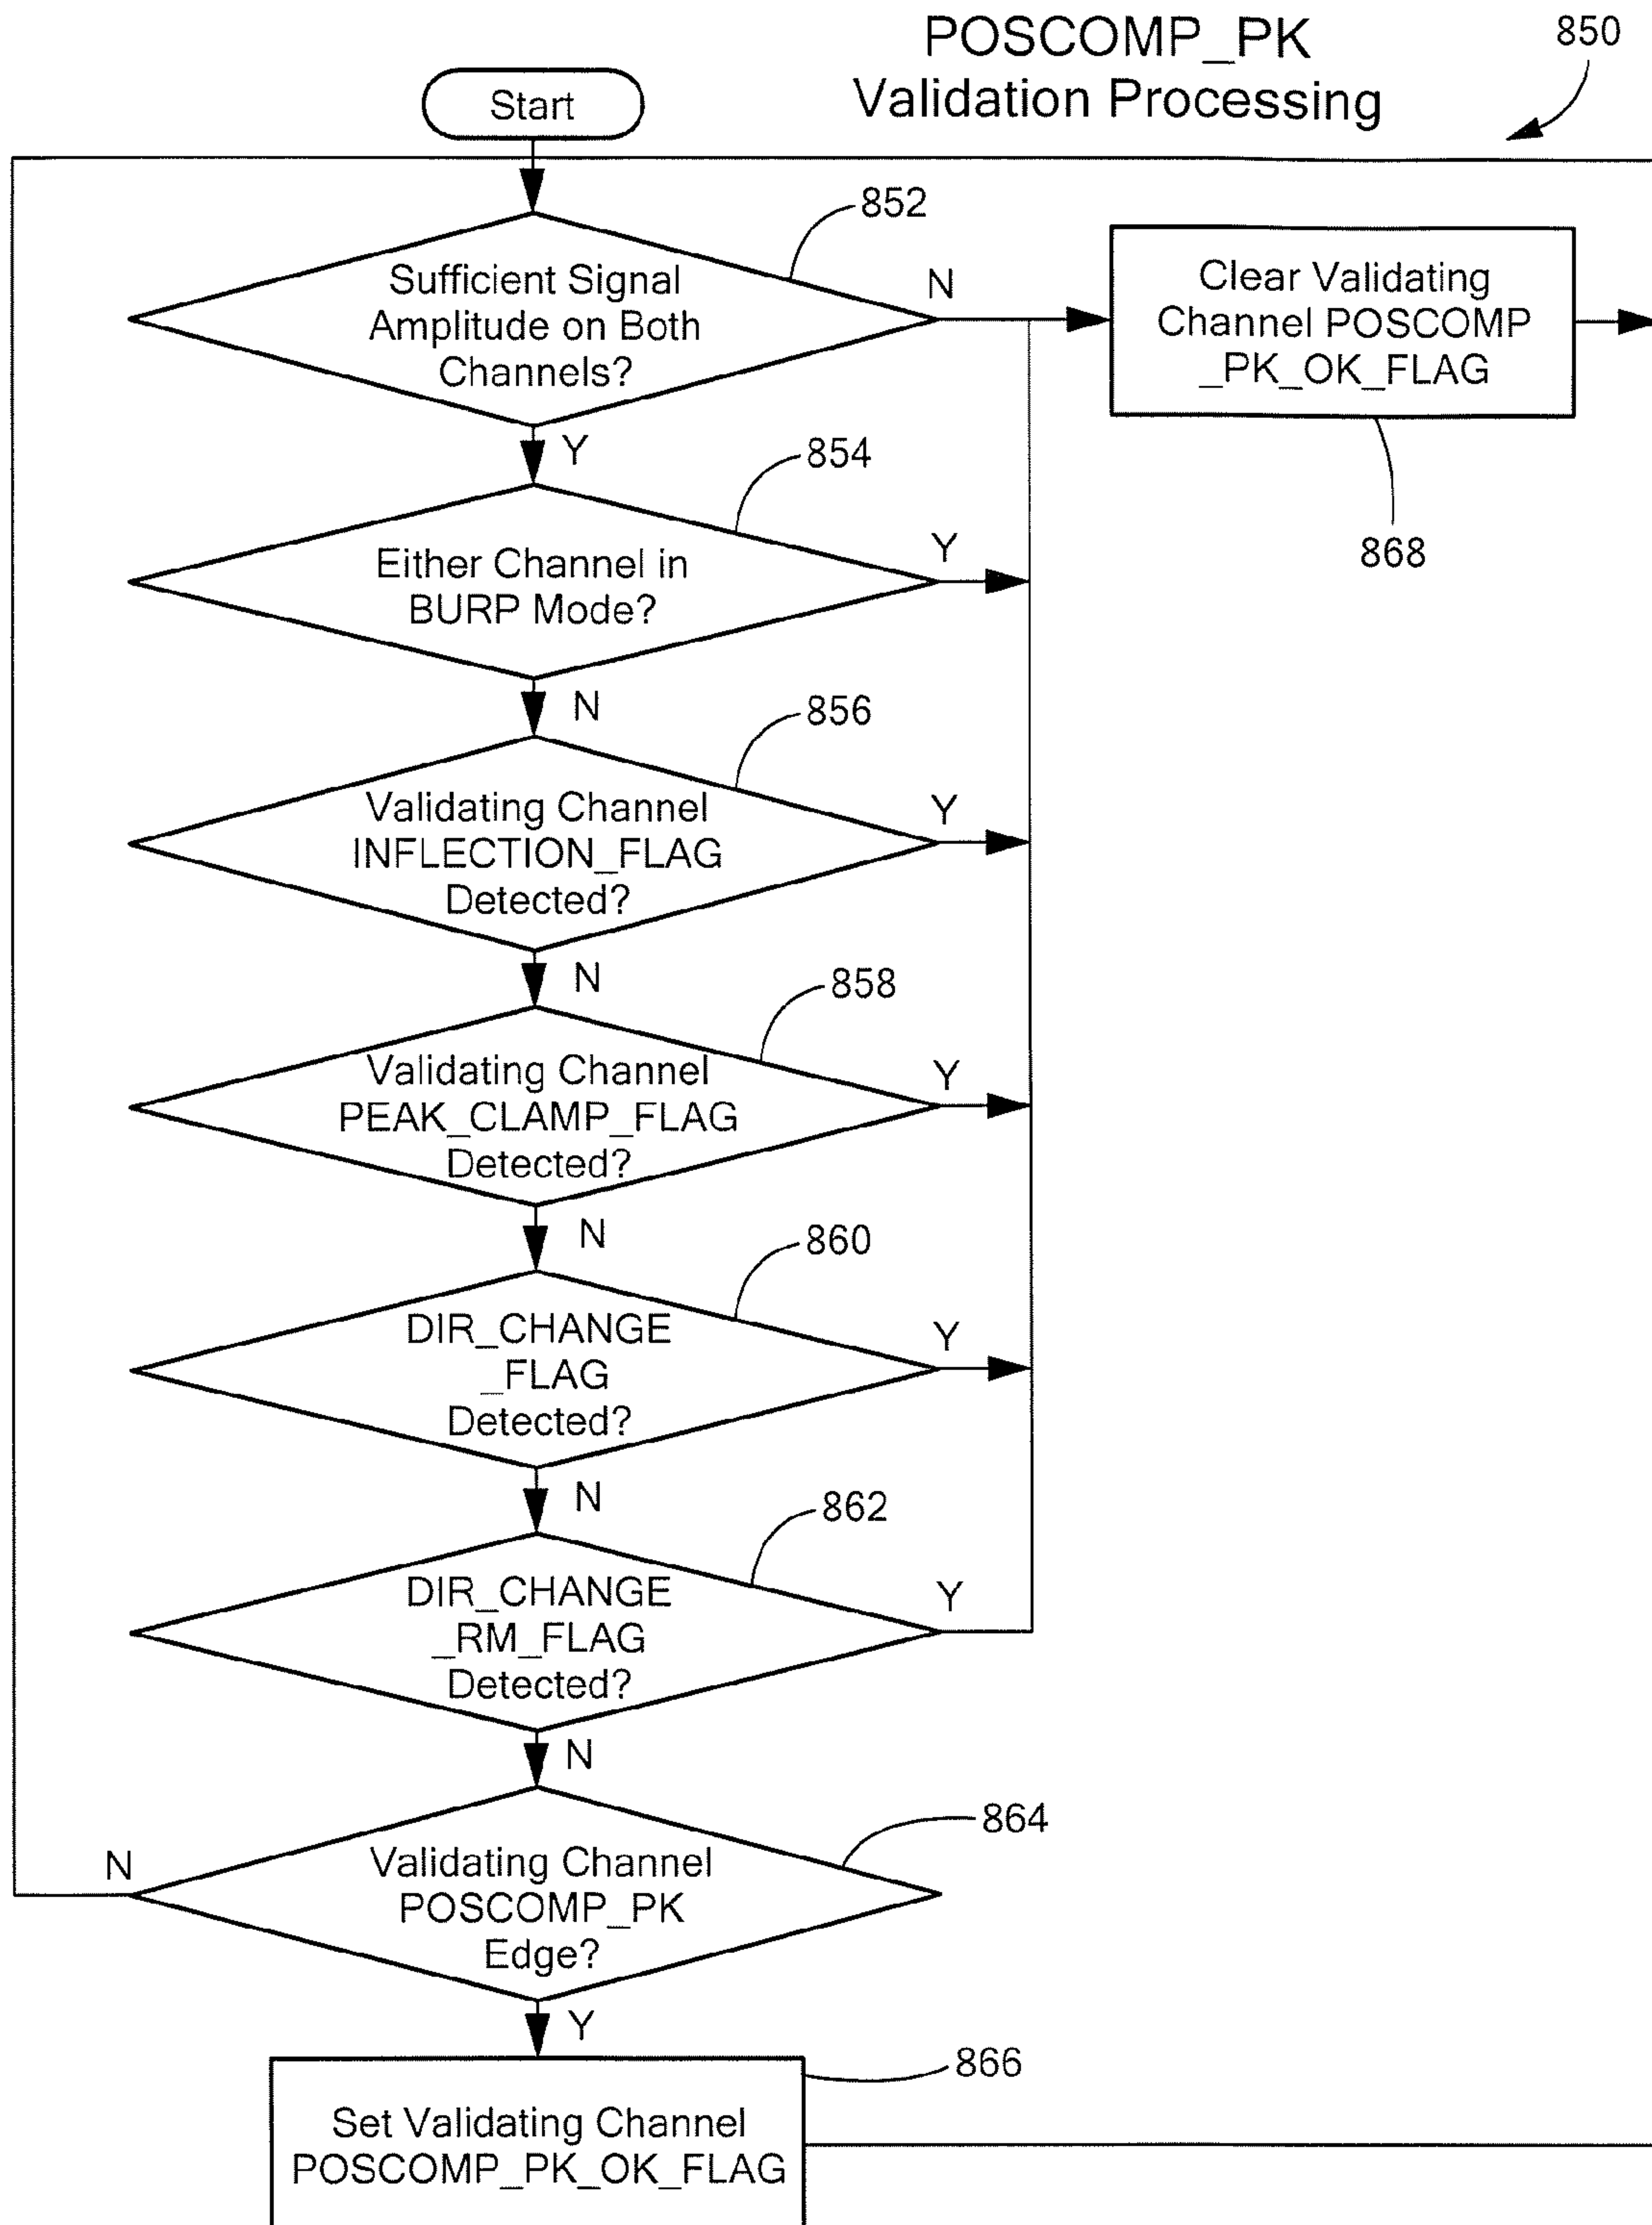 POSCOMP_PK
Validation Processing
850
Start
852
Sufficient Signal
Amplitude on Both
Channels?
N
Clear Validating
Channel POSCOMP
_PK_OK_FLAG
868
Y
854
Either Channel in
BURP Mode?
Y
N
856
Validating Channel
INFLECTION_FLAG
Detected?
Y
N
858
Validating Channel
PEAK_CLAMP_FLAG
Detected?
Y
N
860
DIR_CHANGE
_FLAG
Detected?
Y
N
862
DIR_CHANGE
_RM_FLAG
Detected?
Y
N
864
Validating Channel
POSCOMP_PK
Edge?
N
Y
866
Set Validating Channel
POSCOMP_PK_OK_FLAG